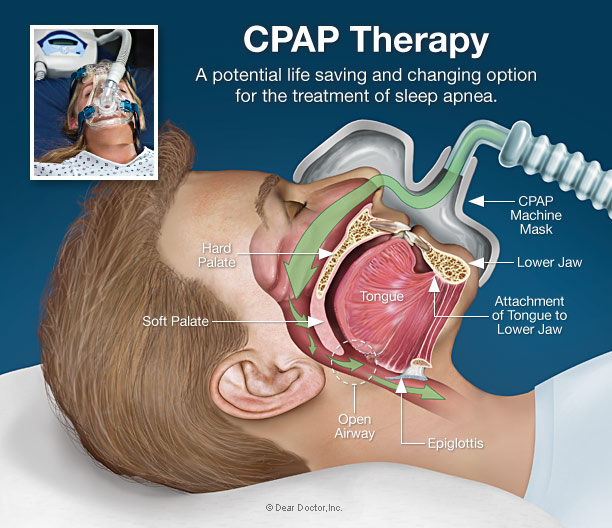 CPAP Therapy
A potential life saving and changing option
for the treatment of sleep apnea.
CPAP
Machine
Mask
Hard
Palate
Lower Jaw
Tongue
Attachment
of Tongue to
Lower Jaw
Soft Palate
Open
Airway
Epiglottis
© Dear Doctor, Inc.